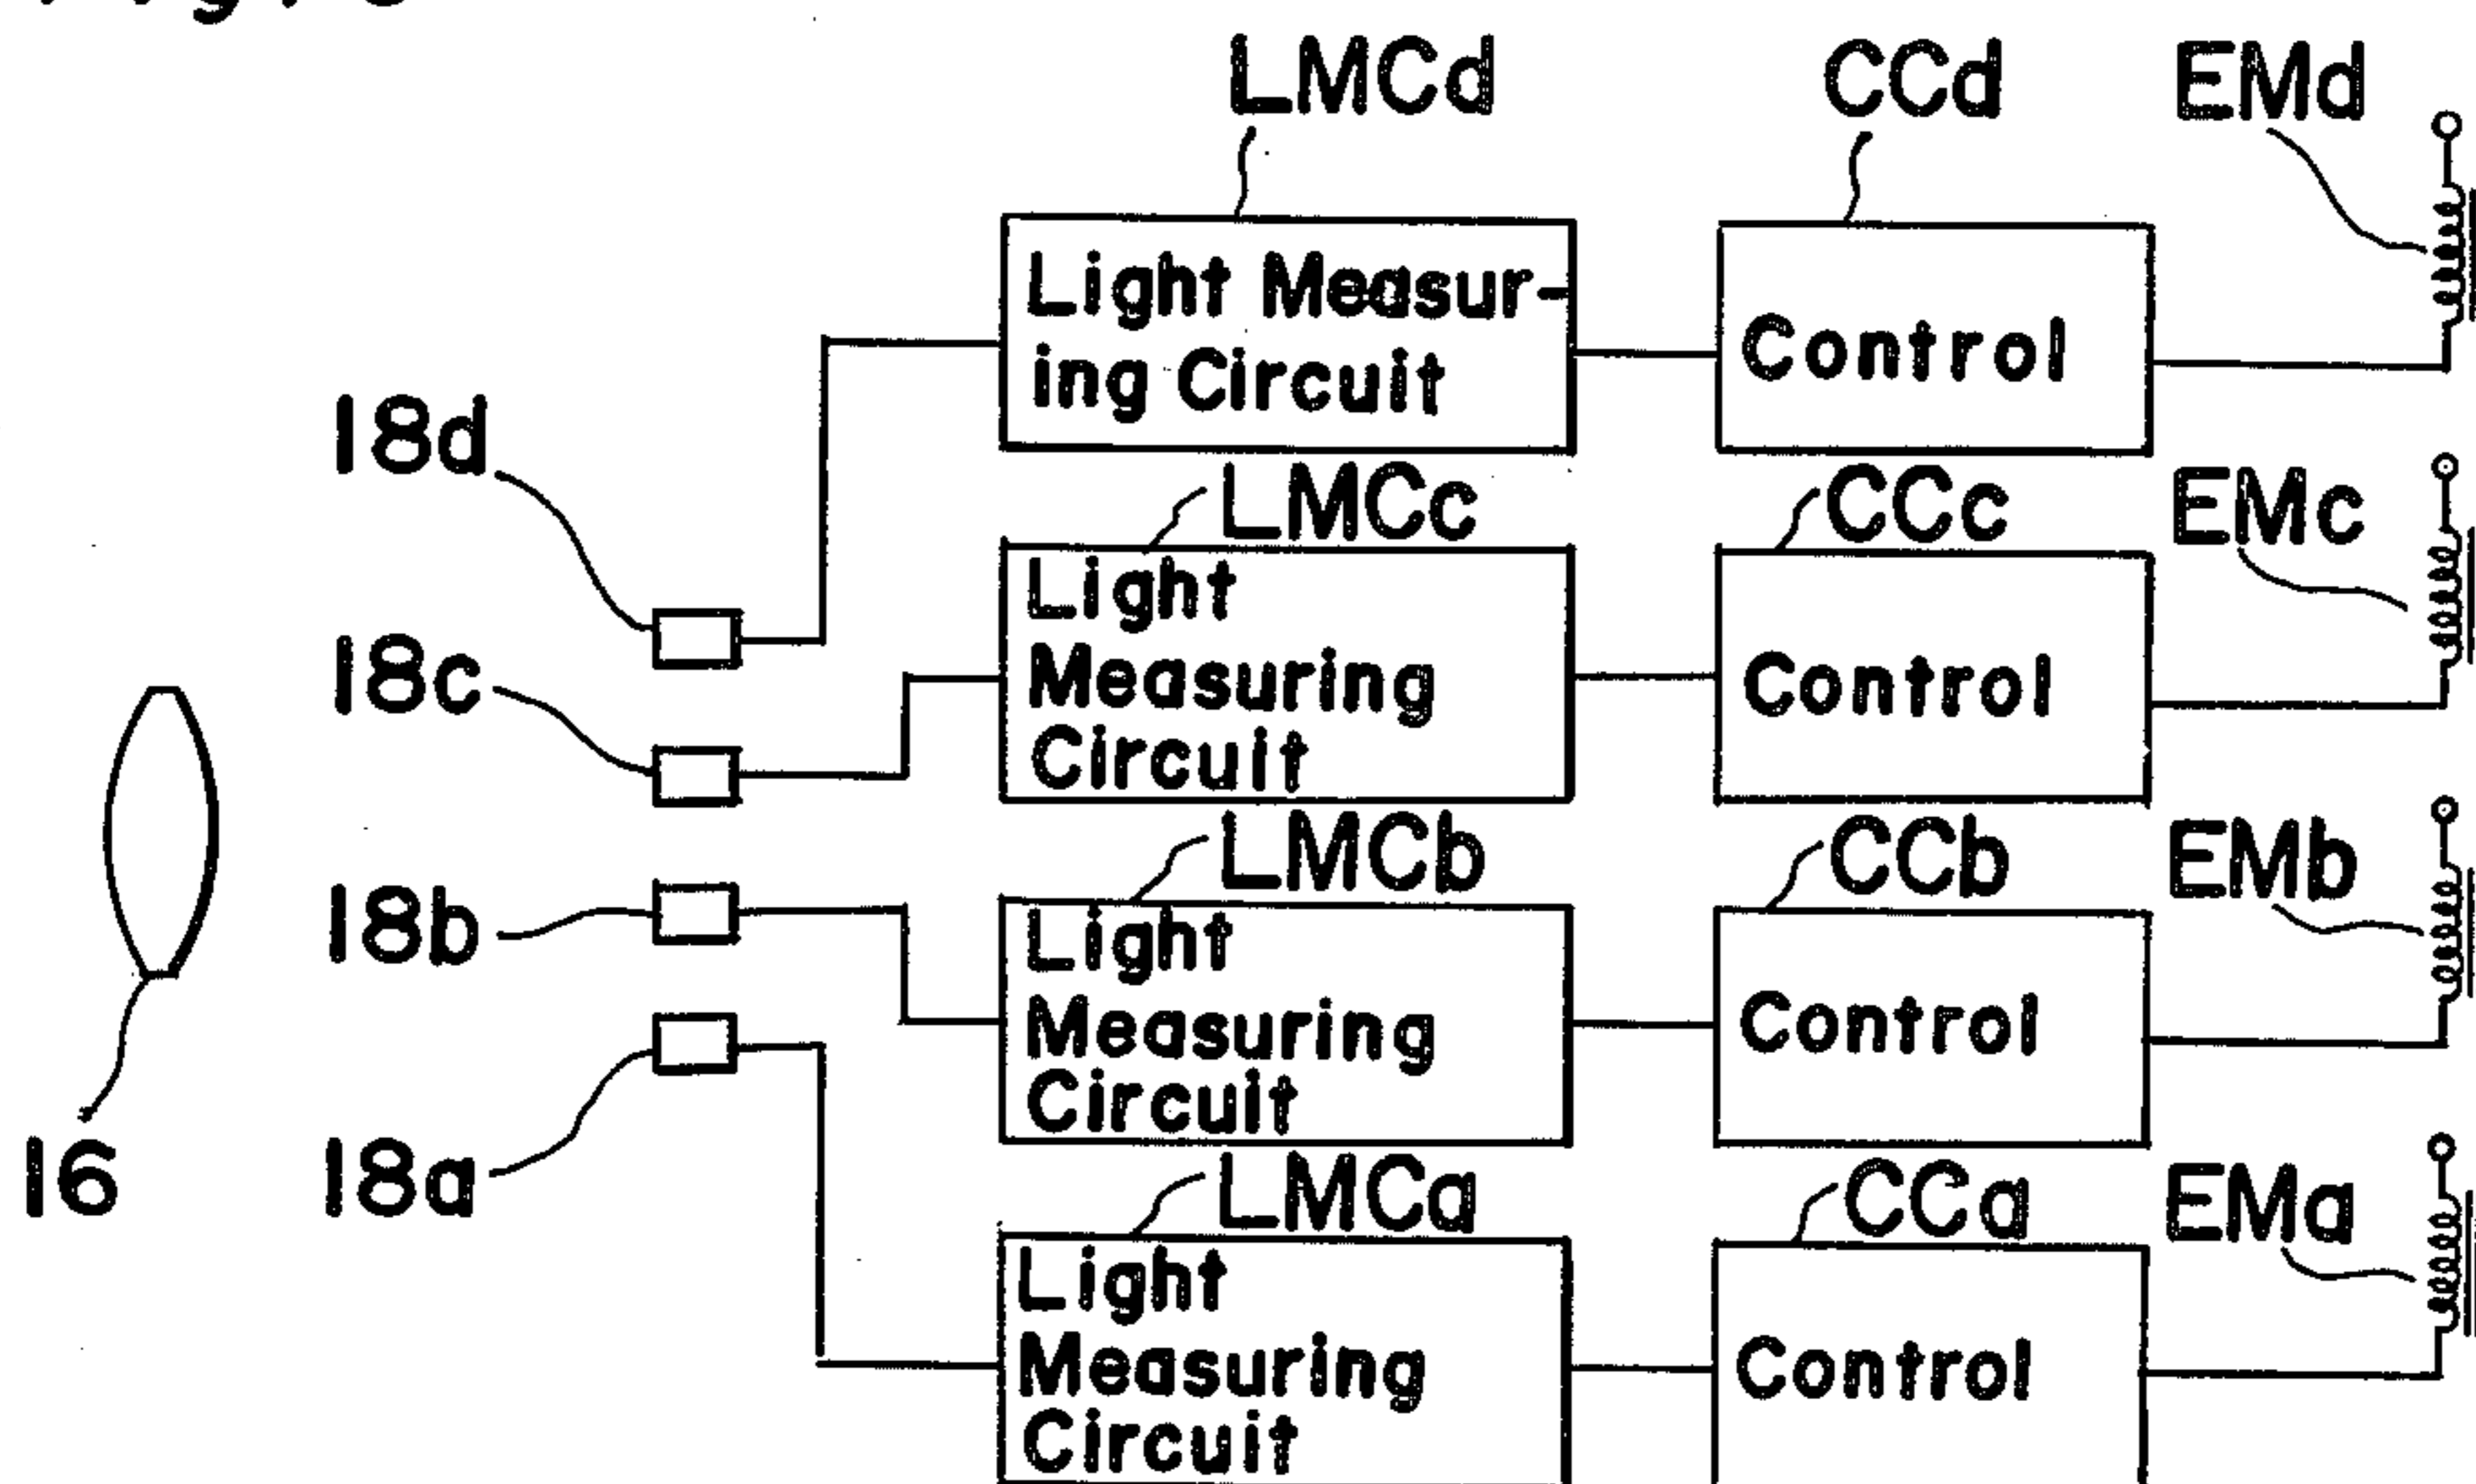 LMCd CCd EMd
Light Measur-
ing Circuit
Control
18d
LMCc CCc EMc
Light
Measuring
Circuit
Control
18c
LMCb CCb EMb
Light
Measuring
Circuit
Control
18b
16
18a
LMCa CCa EMa
Light
Measuring
Circuit
Control